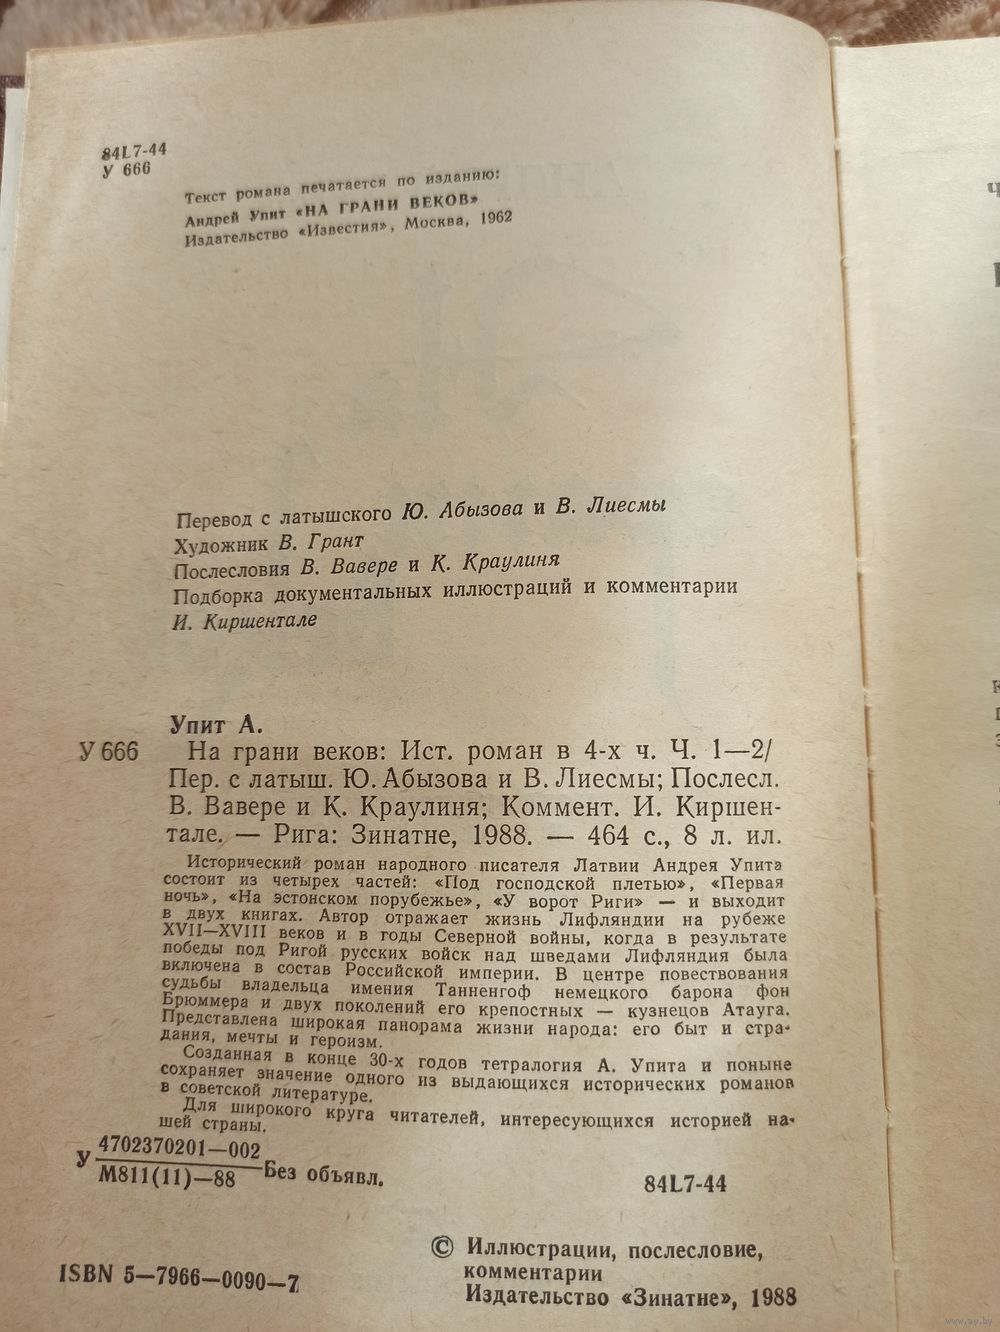 84L7-44
У 666
Текст романа печатается по изданию:
Андрей Упит «НА ГРАНИ ВЕКОВ»
Издательство «Известия», Москва, 1962
Перевод с латышского Ю. Абызова и В. Лиесмы
Художник В. Грант
Послесловия В. Вавере и К. Краулиня
Подборка документальных иллюстраций и комментарии
И. Киршентале
Упит А.
У 666
На грани веков: Ист. роман в 4-х ч. Ч. 1—2/
Пер. с латыш. Ю. Абызова и В. Лиесмы; Послесл.
В. Вавере и К. Краулиня; Коммент. И. Киршен-
тале. — Рига: Зинатне, 1988. — 464 с., 8 л. ил.
Исторический роман народного писателя Латвии Андрея Упита
состоит из четырех частей: «Под господской плетью», «Первая
ночь», «На эстонском порубежье», «У ворот Риги» — и выходит
в двух книгах. Автор отражает жизнь Лифляндии на рубеже
XVII—XVIII веков и в годы Северной войны, когда в результате
победы под Ригой русских войск над шведами Лифляндия была
включена в состав Российской империи. В центре повествования
судьбы владельца имения Танненгоф немецкого барона фон
Брюммера и двух поколений его крепостных — кузнецов Атауга.
Представлена широкая панорама жизни народа: его быт и стра-
дания, мечты и героизм.
Созданная в конце 30-х годов тетралогия А. Упита и поныне
сохраняет значение одного из выдающихся исторических романов
в советской литературе.
Для широкого круга читателей, интересующихся историей на-
шей страны.
У 4702370201—002
М811(11)—88 Без объявл.
84L7-44
© Иллюстрации, послесловие,
комментарии
Издательство «Зинатне», 1988
ISBN 5—7966—0090—7
www.ay.by